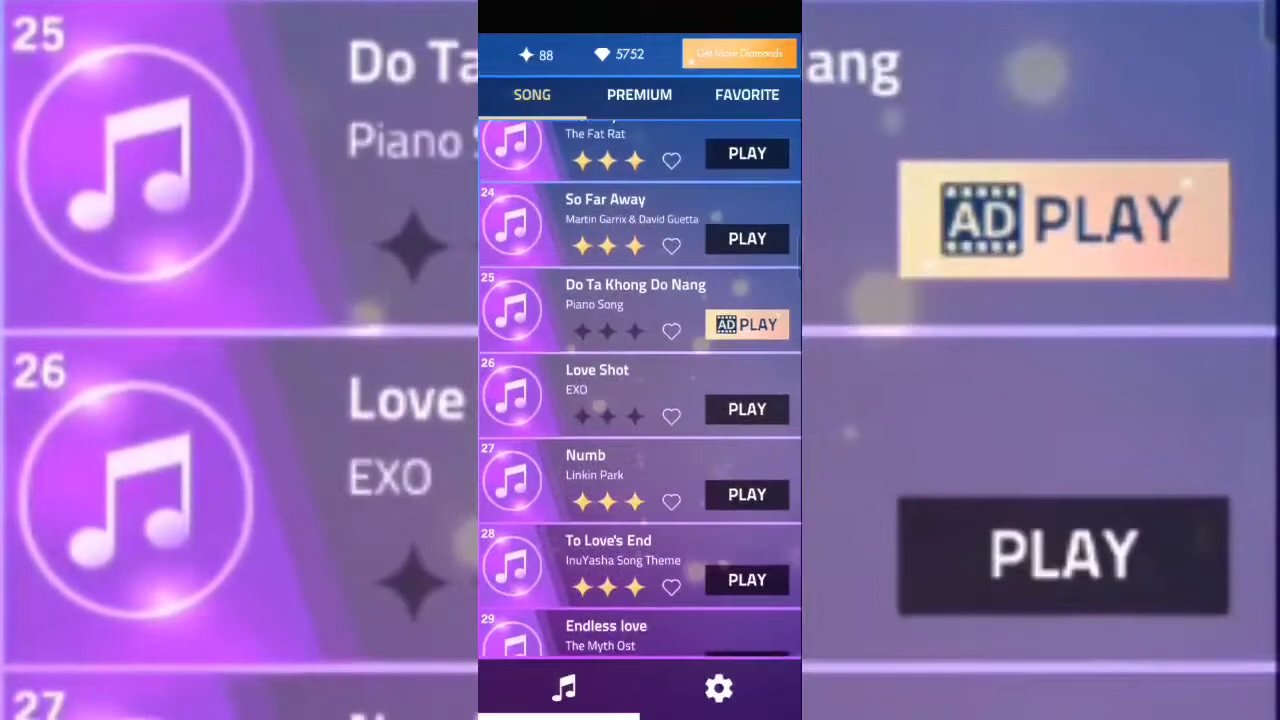 88
5752
Get More Diamonds
SONG
PREMIUM
FAVORITE
The Fat Rat
PLAY
24
So Far Away
Martin Garrix & David Guetta
PLAY
25
Do Ta Khong Do Nang
Piano Song
AD PLAY
26
Love Shot
EXO
PLAY
27
Numb
Linkin Park
PLAY
28
To Love's End
InuYasha Song Theme
PLAY
29
Endless love
The Myth Ost
25
Do Ta
ang
Piano S
AD PLAY
26
Love
EXO
PLAY
27